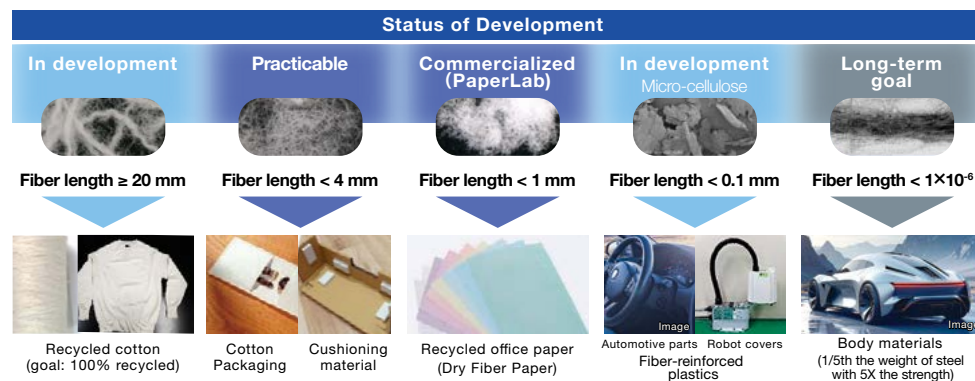 Status of Development
In development
Practicable
Commercialized
(PaperLab)
In development
Micro-cellulose
Long-term
goal
Fiber length ≥ 20 mm
Fiber length < 4 mm
Fiber length < 1 mm
Fiber length < 0.1 mm
Fiber length < 1×10-6
Image
Image
Recycled cotton
(goal: 100% recycled)
Cotton
Packaging
Cushioning
material
Recycled office paper
(Dry Fiber Paper)
Automotive parts
Robot covers
Fiber-reinforced
plastics
Body materials
(1/5th the weight of steel
with 5X the strength)